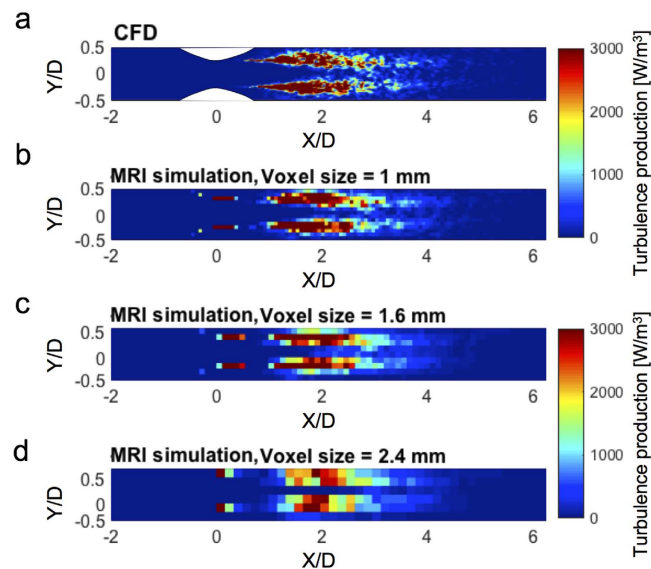 a
CFD
0.5
0
-0.5
Y/D
-2 0 2 4 6
X/D
b
MRI simulation, Voxel size = 1 mm
0.5
0
-0.5
Y/D
-2 0 2 4 6
X/D
3000
2000
1000
0
Turbulence production [W/m³]
c
MRI simulation, Voxel size = 1.6 mm
0.5
0
-0.5
Y/D
-2 0 2 4 6
X/D
d
MRI simulation, Voxel size = 2.4 mm
0.5
0
-0.5
Y/D
-2 0 2 4 6
X/D
3000
2000
1000
0
Turbulence production [W/m³]